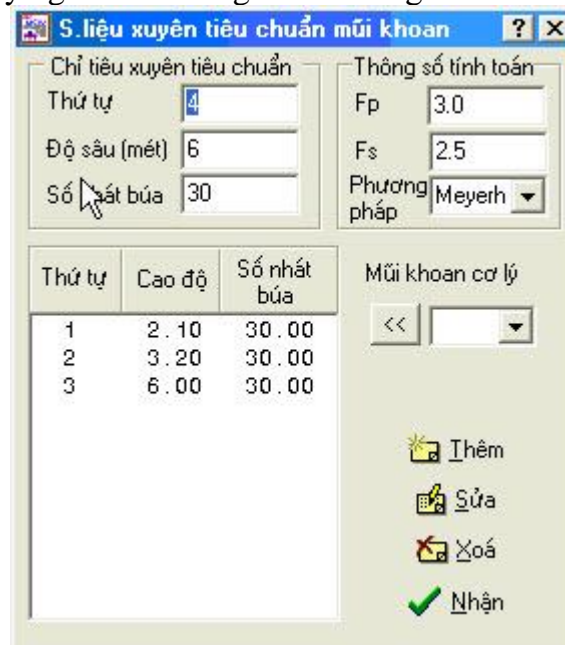 S.liệu xuyên tiêu chuẩn mũi khoan
Chỉ tiêu xuyên tiêu chuẩn
Thứ tự 4
Độ sâu (mét) 6
Số nhát búa 30
Thông số tính toán
Fp 3.0
Fs 2.5
Phương pháp Meyerh
Thứ tự Cao độ Số nhát búa
1 2.10 30.00
2 3.20 30.00
3 6.00 30.00
Mũi khoan cơ lý
<<
Thêm
Sửa
Xoá
Nhận